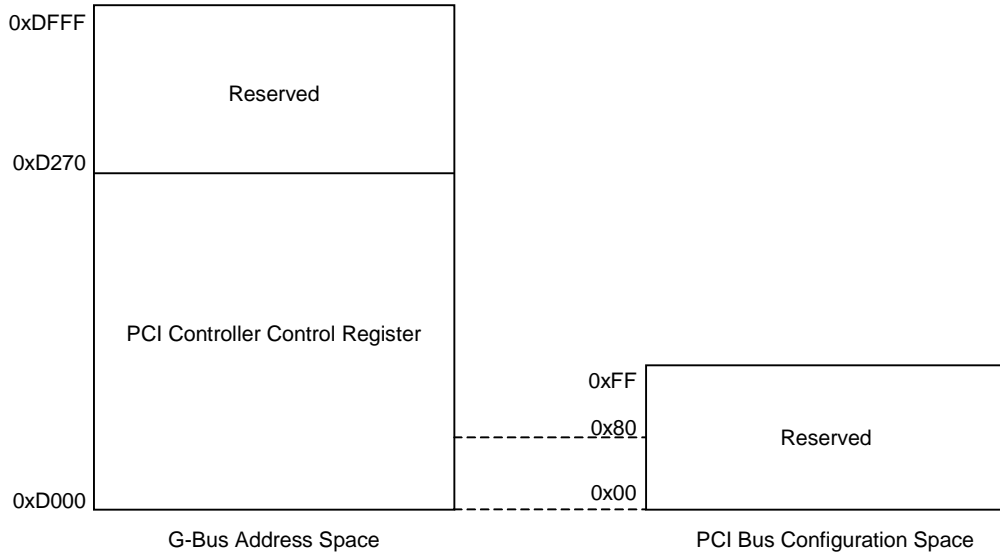 0xDFFF
Reserved
0xD270
PCI Controller Control Register
0xFF
0x80
Reserved
0x00
0xD000
G-Bus Address Space
PCI Bus Configuration Space